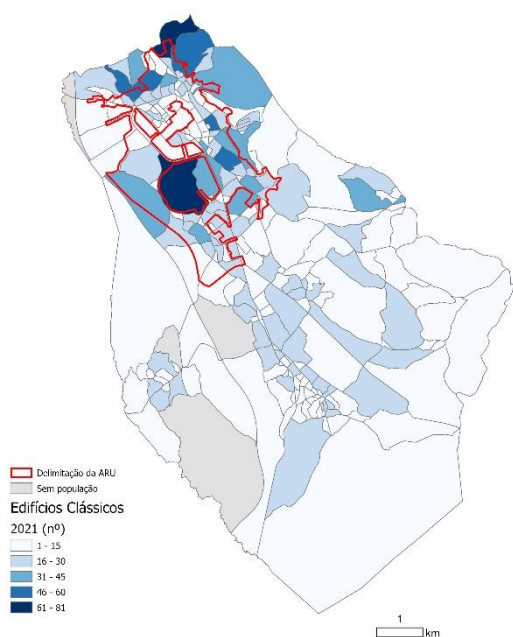 Delimitação da ARU
Sem população
Edifícios Clássicos
2021 (nº)
1 - 15
16 - 30
31 - 45
46 - 60
61 - 81
1
km